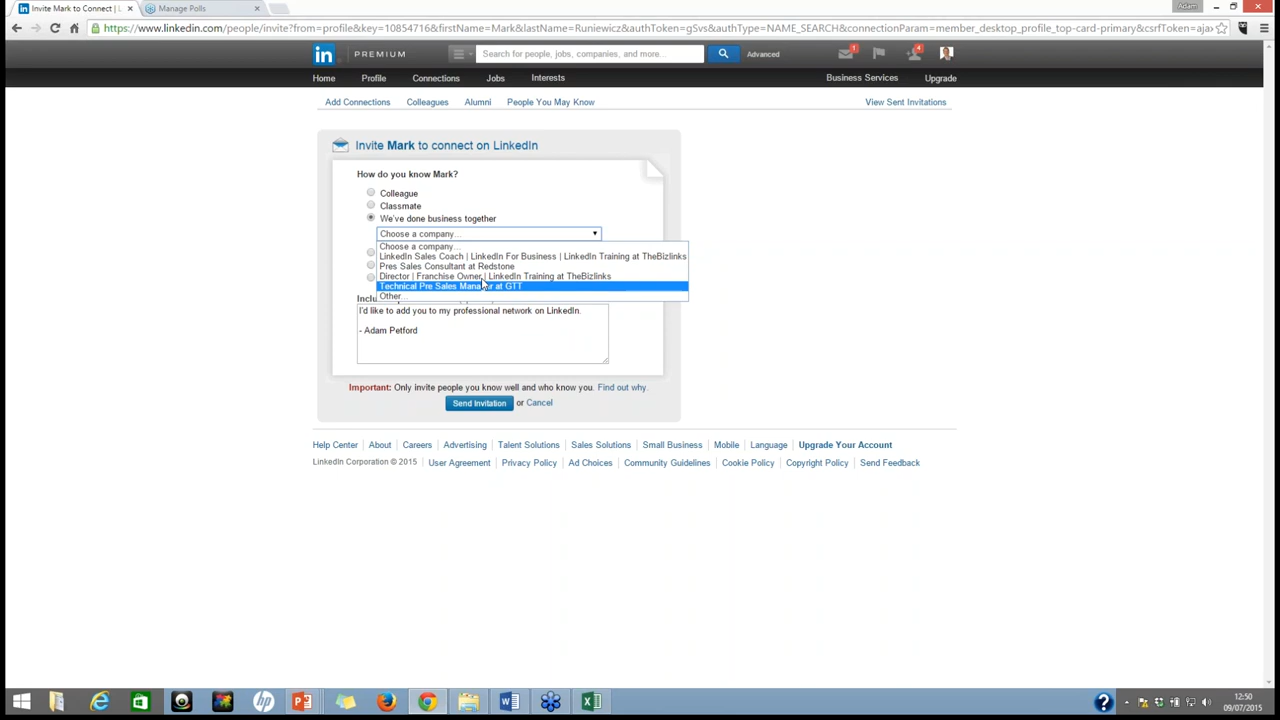 Invite Mark to Connect | L
Manage Polls
Adam
https://www.linkedin.com/people/invite?from=profile&key=10854716&firstName=Mark&lastName=Runiewicz&authToken=gSvs&authType=NAME_SEARCH&connectionParam=member_desktop_profile_top-card-primary&csrfToken=ajax
in PREMIUM
Search for people, jobs, companies, and more...
Advanced
1
4
Home Profile Connections Jobs Interests
Business Services Upgrade
Add Connections Colleagues Alumni People You May Know
View Sent Invitations
Invite Mark to connect on LinkedIn
How do you know Mark?
Colleague
Classmate
We've done business together
Choose a company...
Choose a company...
LinkedIn Sales Coach | LinkedIn For Business | LinkedIn Training at TheBizlinks
Pres Sales Consultant at Redstone
Director | Franchise Owner | LinkedIn Training at TheBizlinks
Technical Pre Sales Manager at GTT
Other...
I'd like to add you to my professional network on LinkedIn.
- Adam Petford
Important: Only invite people you know well and who know you. Find out why.
Send Invitation or Cancel
Help Center About Careers Advertising Talent Solutions Sales Solutions Small Business Mobile Language Upgrade Your Account
LinkedIn Corporation © 2015 User Agreement Privacy Policy Ad Choices Community Guidelines Cookie Policy Copyright Policy Send Feedback
12:50
09/07/2015